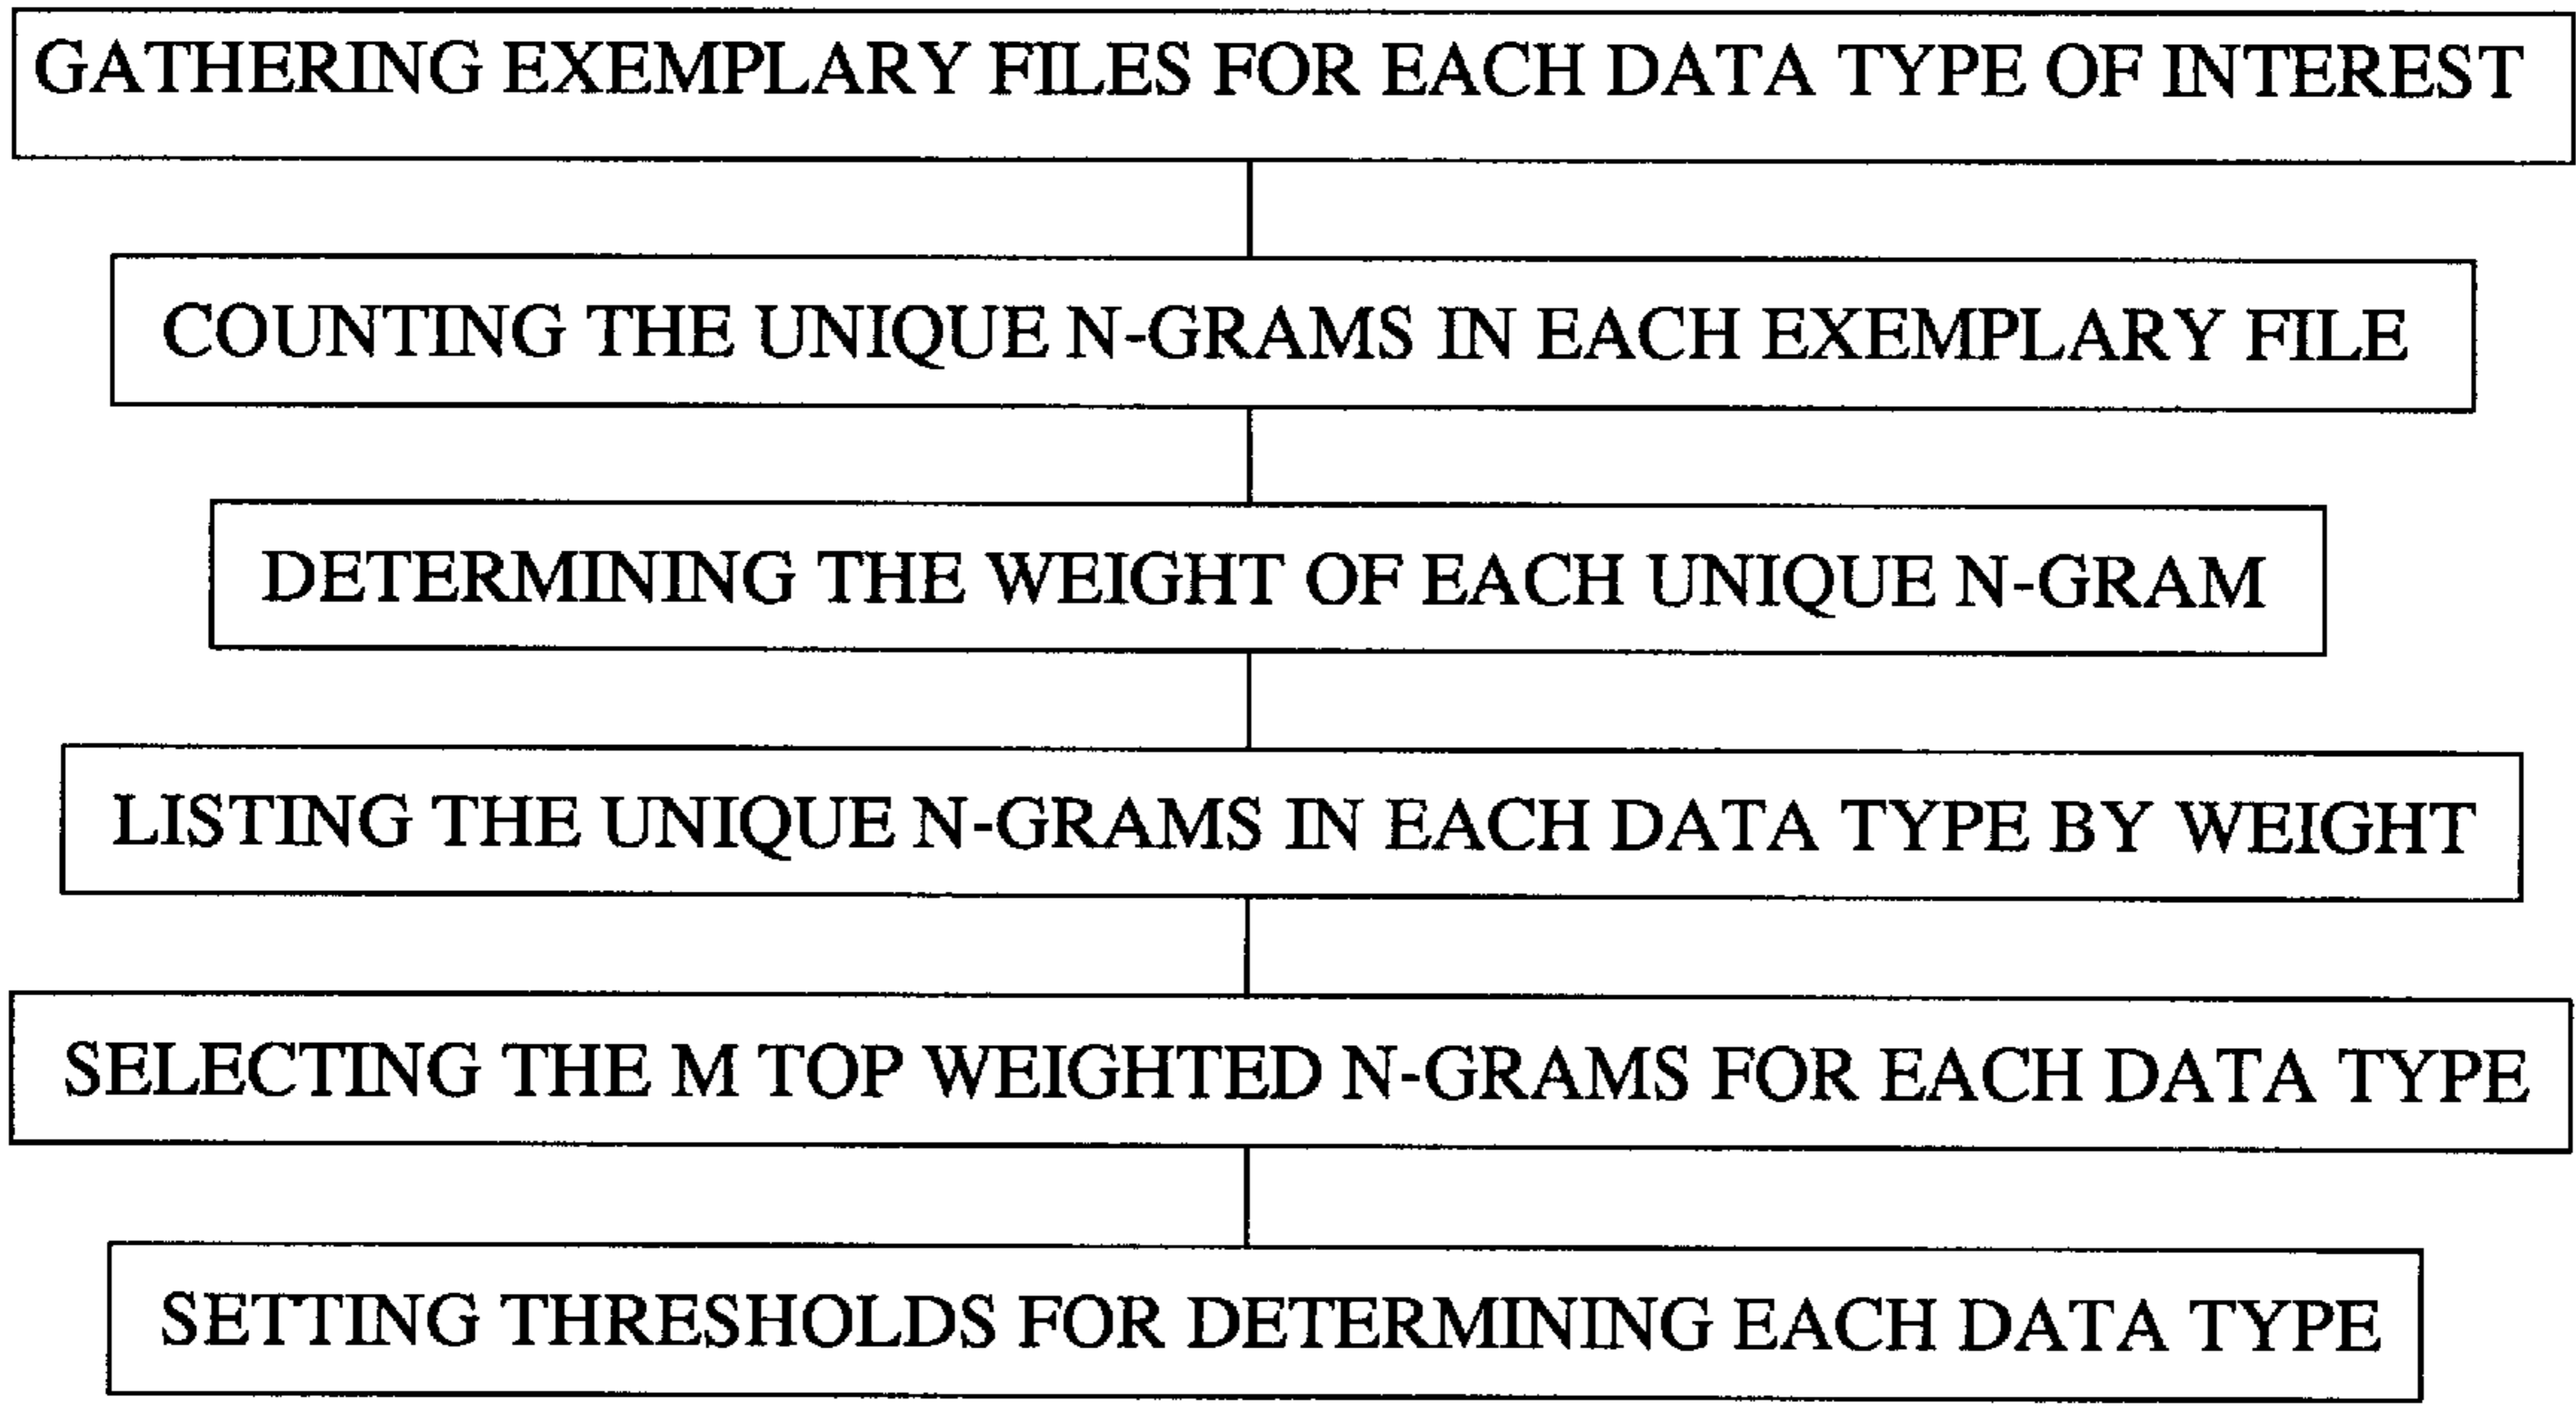 GATHERING EXEMPLARY FILES FOR EACH DATA TYPE OF INTEREST
COUNTING THE UNIQUE N-GRAMS IN EACH EXEMPLARY FILE
DETERMINING THE WEIGHT OF EACH UNIQUE N-GRAM
LISTING THE UNIQUE N-GRAMS IN EACH DATA TYPE BY WEIGHT
SELECTING THE M TOP WEIGHTED N-GRAMS FOR EACH DATA TYPE
SETTING THRESHOLDS FOR DETERMINING EACH DATA TYPE